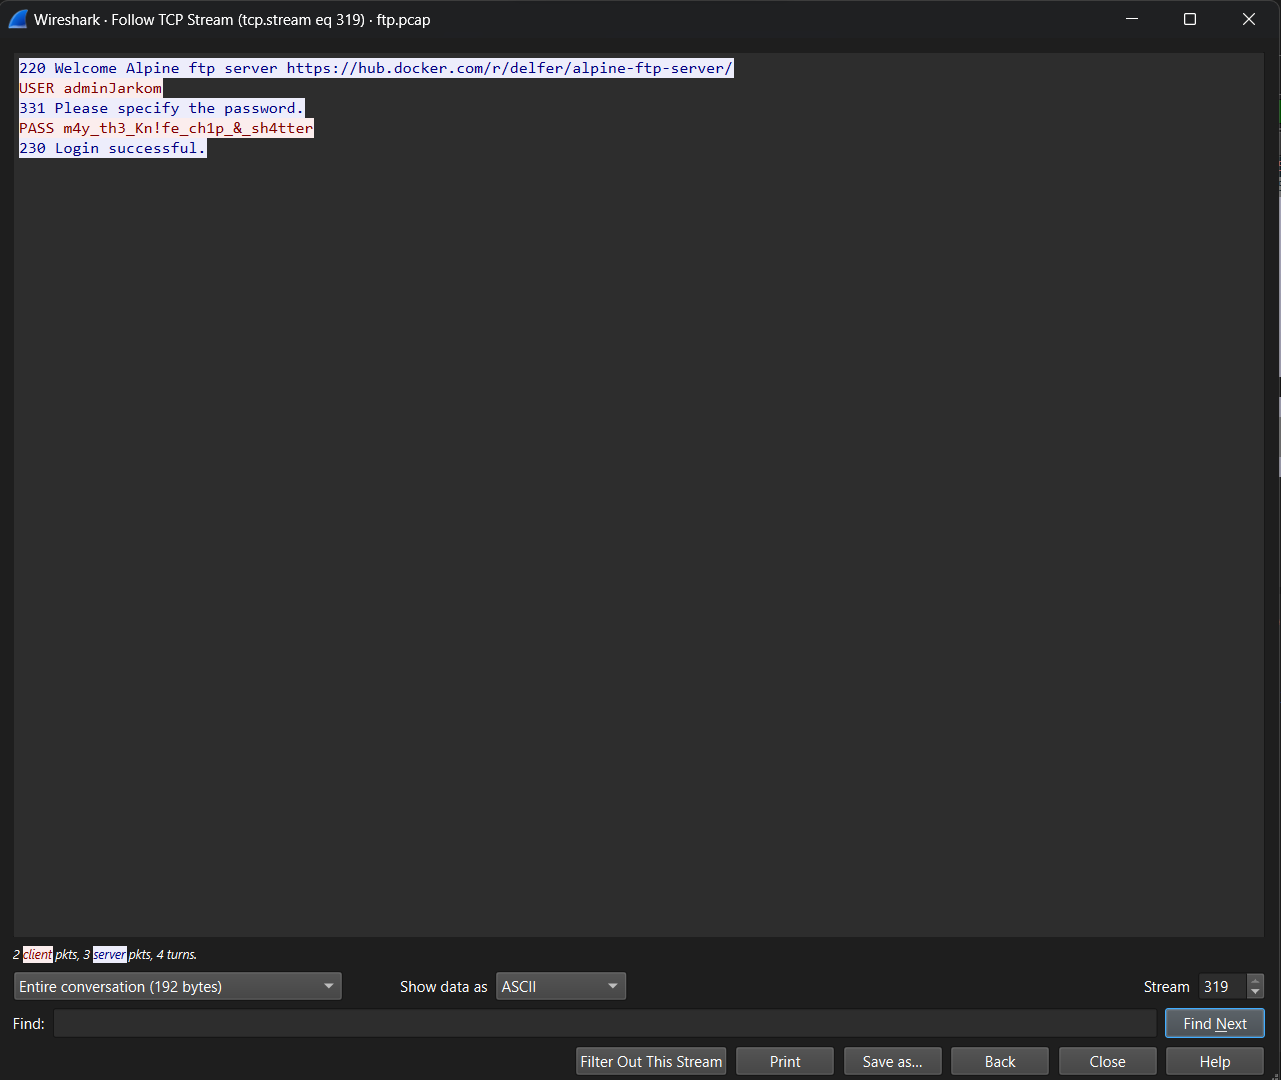 Wireshark · Follow TCP Stream (tcp.stream eq 319) · ftp.pcap
220 Welcome Alpine ftp server https://hub.docker.com/r/delfer/alpine-ftp-server/
USER adminJarkom
331 Please specify the password.
PASS m4y_th3_Kn!fe_ch1p_&_sh4tter
230 Login successful.
2 client pkts, 3 server pkts, 4 turns.
Entire conversation (192 bytes) Show data as ASCII Stream 319
Find: Find Next
Filter Out This Stream Print Save as... Back Close Help